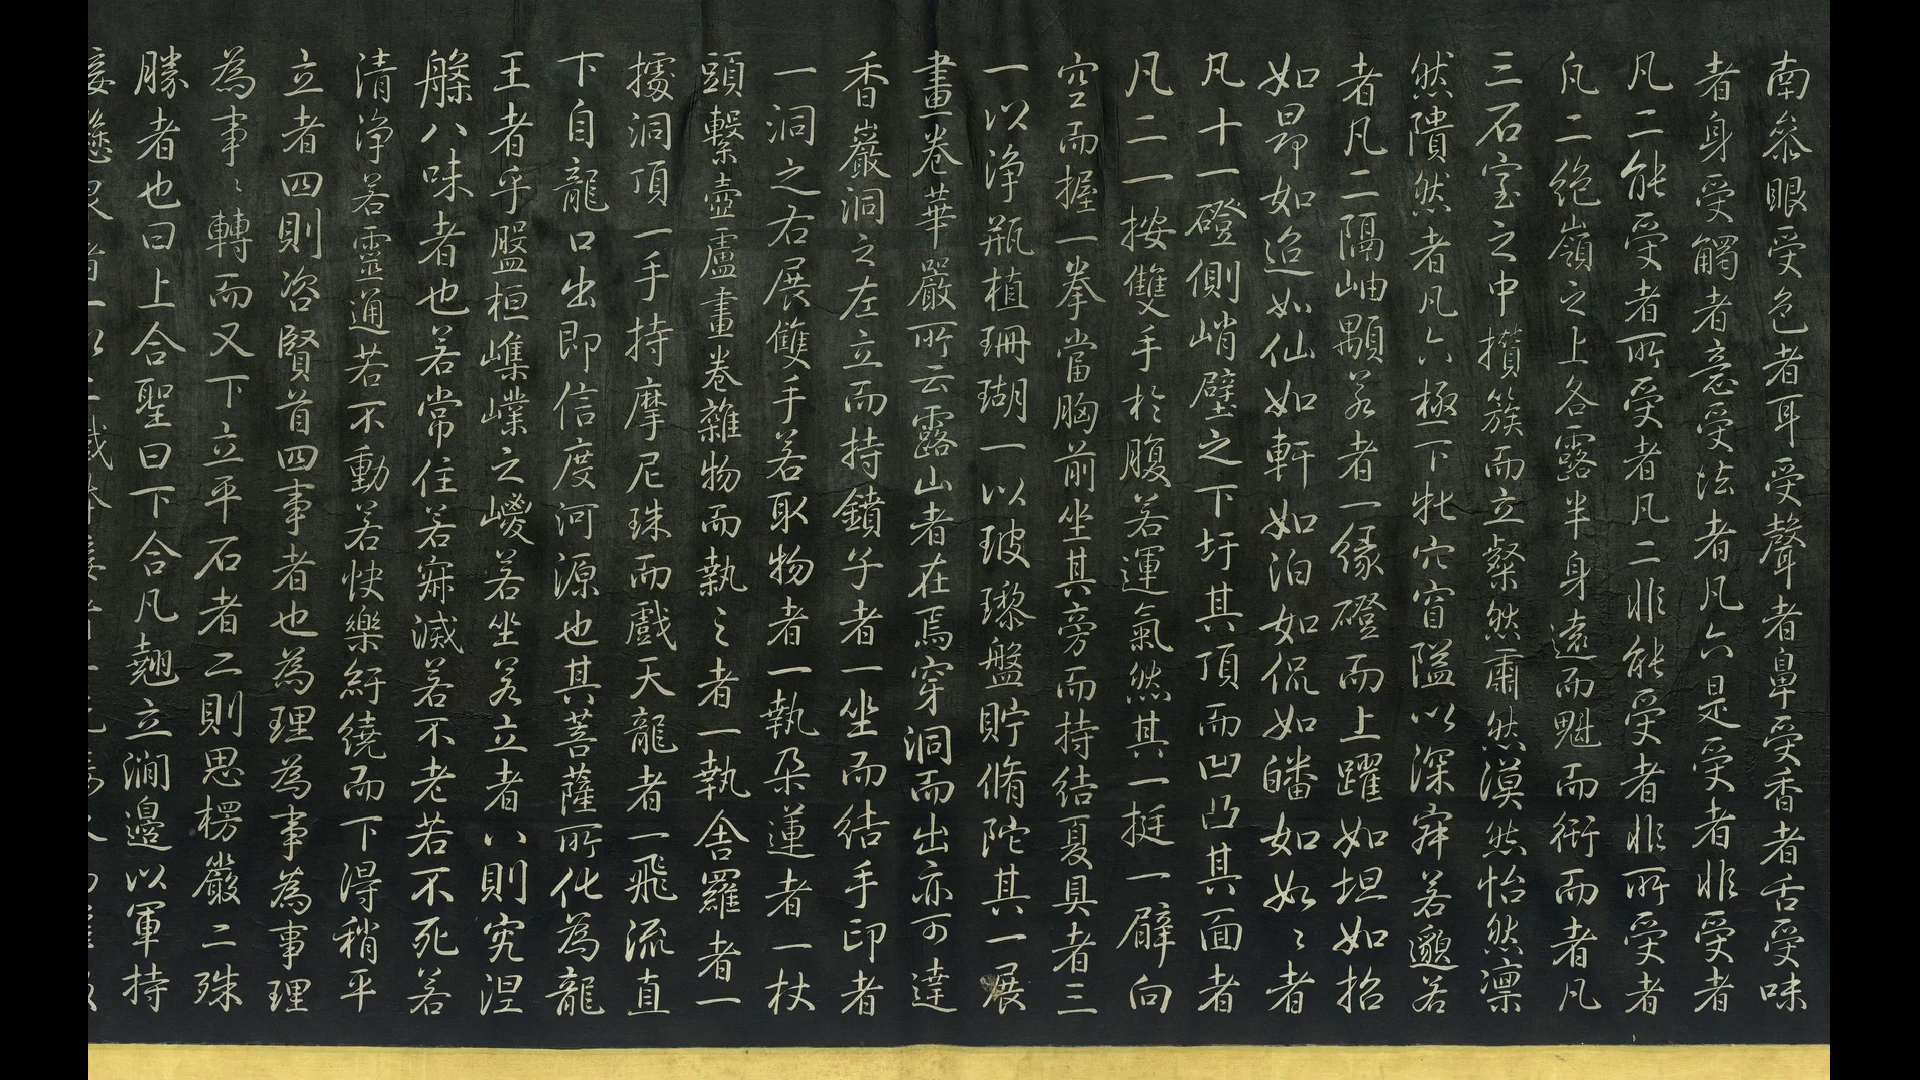 南參眼受色者耳受聲者鼻受香者舌受味
者身受觸者意受法者凡六是受者非受者
凡二能受者所受者凡二非能受者非所受者
凡二絕嶺之上各露半身遠而魁而衍而者凡
三石室之中攢簇而立粲然肅然漠然怡然凜
然隤然者凡六極下牝穴窅隘以深寐若邈若
者凡二隔岫顒若者一緣磴而上躍如坦如招
如昂如迨如仙如軒如泊如侃如皤如如〻者
凡十一磴側峭壁之下圩其頂而凹凸其面者
凡二一按雙手於腹若運氣然其一挺一臂向
空而握一拳當胸前坐其旁而持結夏具者三
一以淨瓶植珊瑚一以玻瓈盤貯脩陀其一展
畫卷華嚴所云露山者在焉穿洞而出亦可達
香巖洞之左立而持鎖子者一坐而結手印者
一洞之右展雙手若取物者一執朵蓮者一杖
頭繫壺盧畫卷雜物而執之者一執舍羅者一
據洞頂一手持摩尼珠而戲天龍者一飛流直
下自龍口出即信度河源也其菩薩所化為龍
王者乎盤桓嶕嶫之巖若坐若立者八則究涅
槃八味者也若常住若寂滅若不老若不死若
清淨若靈通若不動若快樂紆繞而下得稍平
立者四則咨賢首四事者也為理為事為事理
為事〻轉而又下立平石者二則思楞嚴二殊
勝者也曰上合聖曰下合凡翹立澗邊以軍持